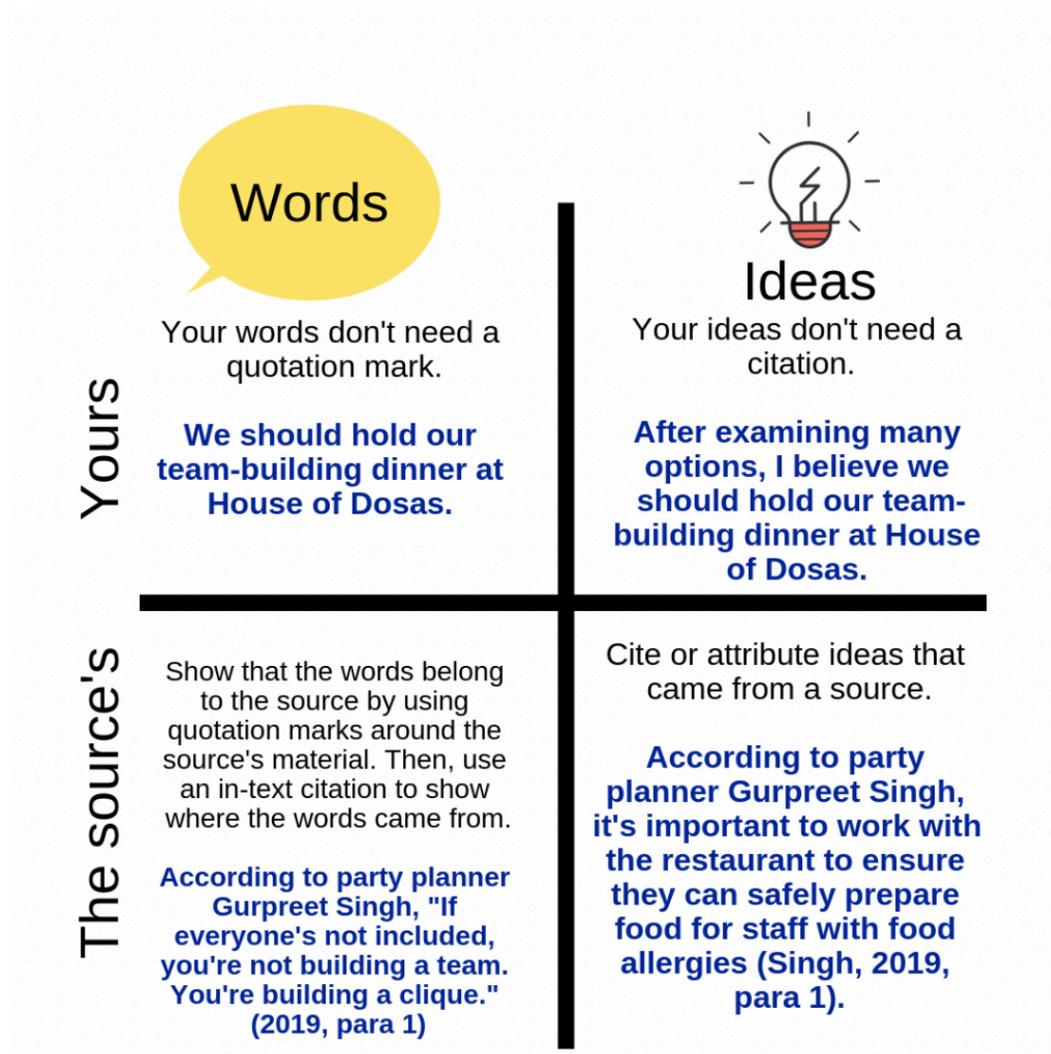 Words
Ideas
Yours
Your words don't need a
quotation mark.
We should hold our
team-building dinner at
House of Dosas.
Your ideas don't need a
citation.
After examining many
options, I believe we
should hold our team-
building dinner at House
of Dosas.
The source's
Show that the words belong
to the source by using
quotation marks around the
source's material. Then, use
an in-text citation to show
where the words came from.
According to party planner
Gurpreet Singh, "If
everyone's not included,
you're not building a team.
You're building a clique."
(2019, para 1)
Cite or attribute ideas that
came from a source.
According to party
planner Gurpreet Singh,
it's important to work with
the restaurant to ensure
they can safely prepare
food for staff with food
allergies (Singh, 2019,
para 1).